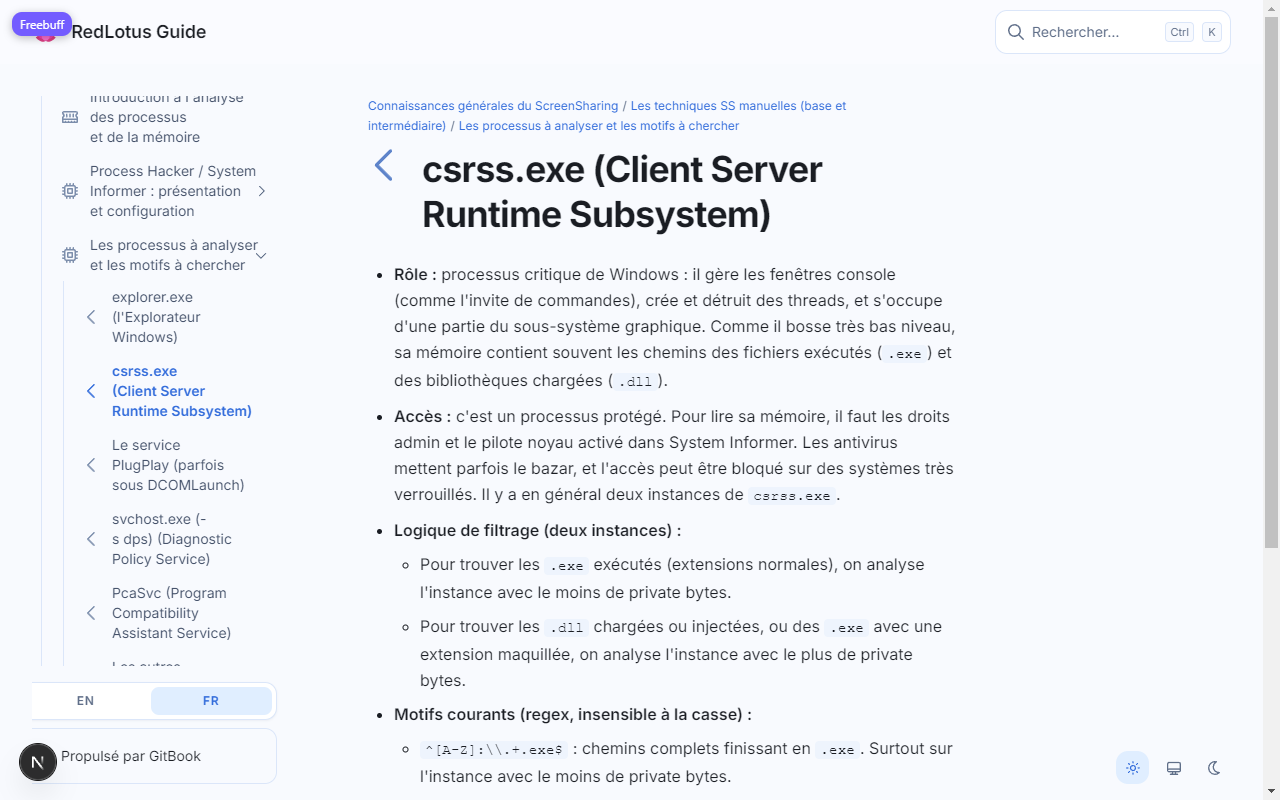 Freebuff
RedLotus Guide
Rechercher...
Ctrl
K
Introduction à l'analyse
des processus
et de la mémoire
Process Hacker / System
Informer : présentation
et configuration
Les processus à analyser
et les motifs à chercher
explorer.exe
(l'Explorateur
Windows)
csrss.exe
(Client Server
Runtime Subsystem)
Le service
PlugPlay (parfois
sous DCOMLaunch)
svchost.exe (-
s dps) (Diagnostic
Policy Service)
PcaSvc (Program
Compatibility
Assistant Service)
Les autres
EN
FR
Propulsé par GitBook
N
Connaissances générales du ScreenSharing / Les techniques SS manuelles (base et
intermédiaire) / Les processus à analyser et les motifs à chercher
csrss.exe (Client Server
Runtime Subsystem)
Rôle : processus critique de Windows : il gère les fenêtres console
(comme l'invite de commandes), crée et détruit des threads, et s'occupe
d'une partie du sous-système graphique. Comme il bosse très bas niveau,
sa mémoire contient souvent les chemins des fichiers exécutés ( .exe ) et
des bibliothèques chargées ( .dll ).
Accès : c'est un processus protégé. Pour lire sa mémoire, il faut les droits
admin et le pilote noyau activé dans System Informer. Les antivirus
mettent parfois le bazar, et l'accès peut être bloqué sur des systèmes très
verrouillés. Il y a en général deux instances de csrss.exe .
Logique de filtrage (deux instances) :
Pour trouver les .exe exécutés (extensions normales), on analyse
l'instance avec le moins de private bytes.
Pour trouver les .dll chargées ou injectées, ou des .exe avec une
extension maquillée, on analyse l'instance avec le plus de private
bytes.
Motifs courants (regex, insensible à la casse) :
^[A-Z]:\\.+.exe$ : chemins complets finissant en .exe. Surtout sur
l'instance avec le moins de private bytes.